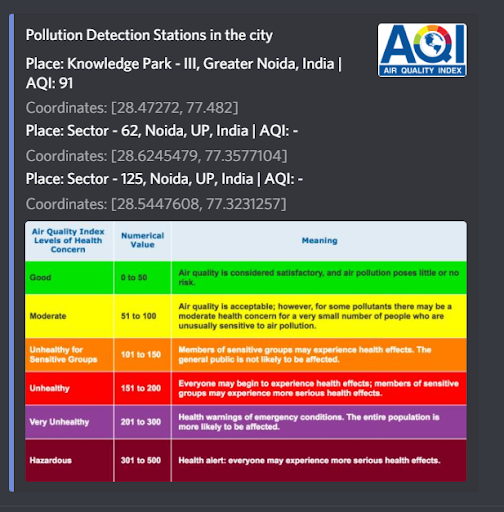 Pollution Detection Stations in the city
AQI
AIR QUALITY INDEX
Place: Knowledge Park - III, Greater Noida, India |
AQI: 91
Coordinates: [28.47272, 77.482]
Place: Sector - 62, Noida, UP, India | AQI: -
Coordinates: [28.6245479, 77.3577104]
Place: Sector - 125, Noida, UP, India | AQI: -
Coordinates: [28.5447608, 77.3231257]
Air Quality Index
Levels of Health
Concern
Numerical
Value
Meaning
Good
0 to 50
Air quality is considered satisfactory, and air pollution poses little or no
risk.
Moderate
51 to 100
Air quality is acceptable; however, for some pollutants there may be a
moderate health concern for a very small number of people who are
unusually sensitive to air pollution.
Unhealthy for
Sensitive Groups
101 to 150
Members of sensitive groups may experience health effects. The
general public is not likely to be affected.
Unhealthy
151 to 200
Everyone may begin to experience health effects; members of sensitive
groups may experience more serious health effects.
Very Unhealthy
201 to 300
Health warnings of emergency conditions. The entire population is
more likely to be affected.
Hazardous
301 to 500
Health alert: everyone may experience more serious health effects.